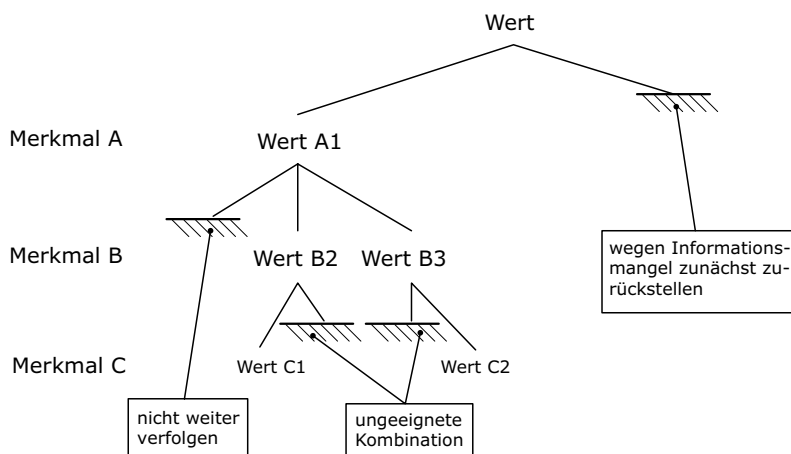 Wert
Merkmal A
Wert A1
Merkmal B
Wert B2
Wert B3
wegen Informations-
mangel zunächst zu-
rückstellen
Merkmal C
Wert C1
Wert C2
nicht weiter
verfolgen
ungeeignete
Kombination